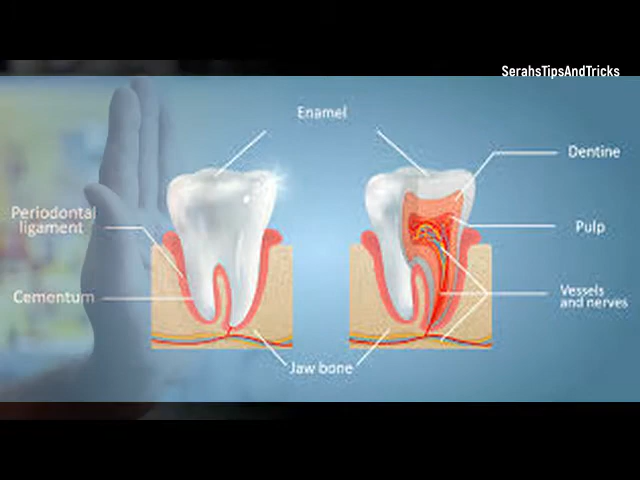 SerahsTipsAndTricks
Enamel
Dentine
Periodontal
ligament
Pulp
Cementum
Vessels
and nerves
Jaw bone